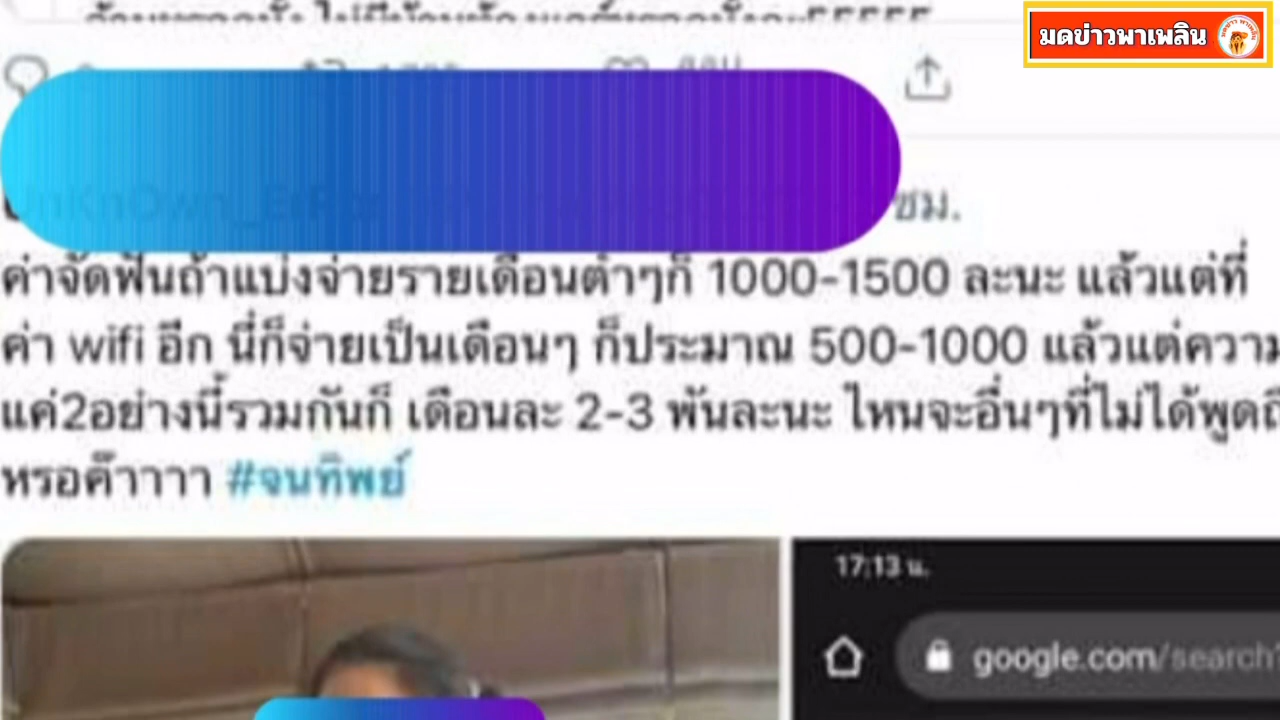 มดข่าวพาเพลิน
ชม.
ค่าจัดฟันถ้าแบ่งจ่ายรายเดือนต่ำๆก็ 1000-1500 ละนะ แล้วแต่ที่
ค่า wifi อีก นี่ก็จ่ายเป็นเดือนๆ ก็ประมาณ 500-1000 แล้วแต่ความ
แค่2อย่างนี้รวมกันก็ เดือนละ 2-3 พันละนะ ไหนจะอื่นๆที่ไม่ได้พูดถึ
หรอค๊าาาา #จนทิพย์
17:13 น.
google.com/search?